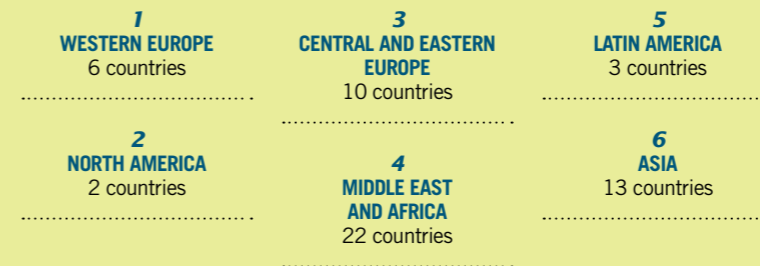 1
WESTERN EUROPE
6 countries
2
NORTH AMERICA
2 countries
3
CENTRAL AND EASTERN
EUROPE
10 countries
4
MIDDLE EAST
AND AFRICA
22 countries
5
LATIN AMERICA
3 countries
6
ASIA
13 countries